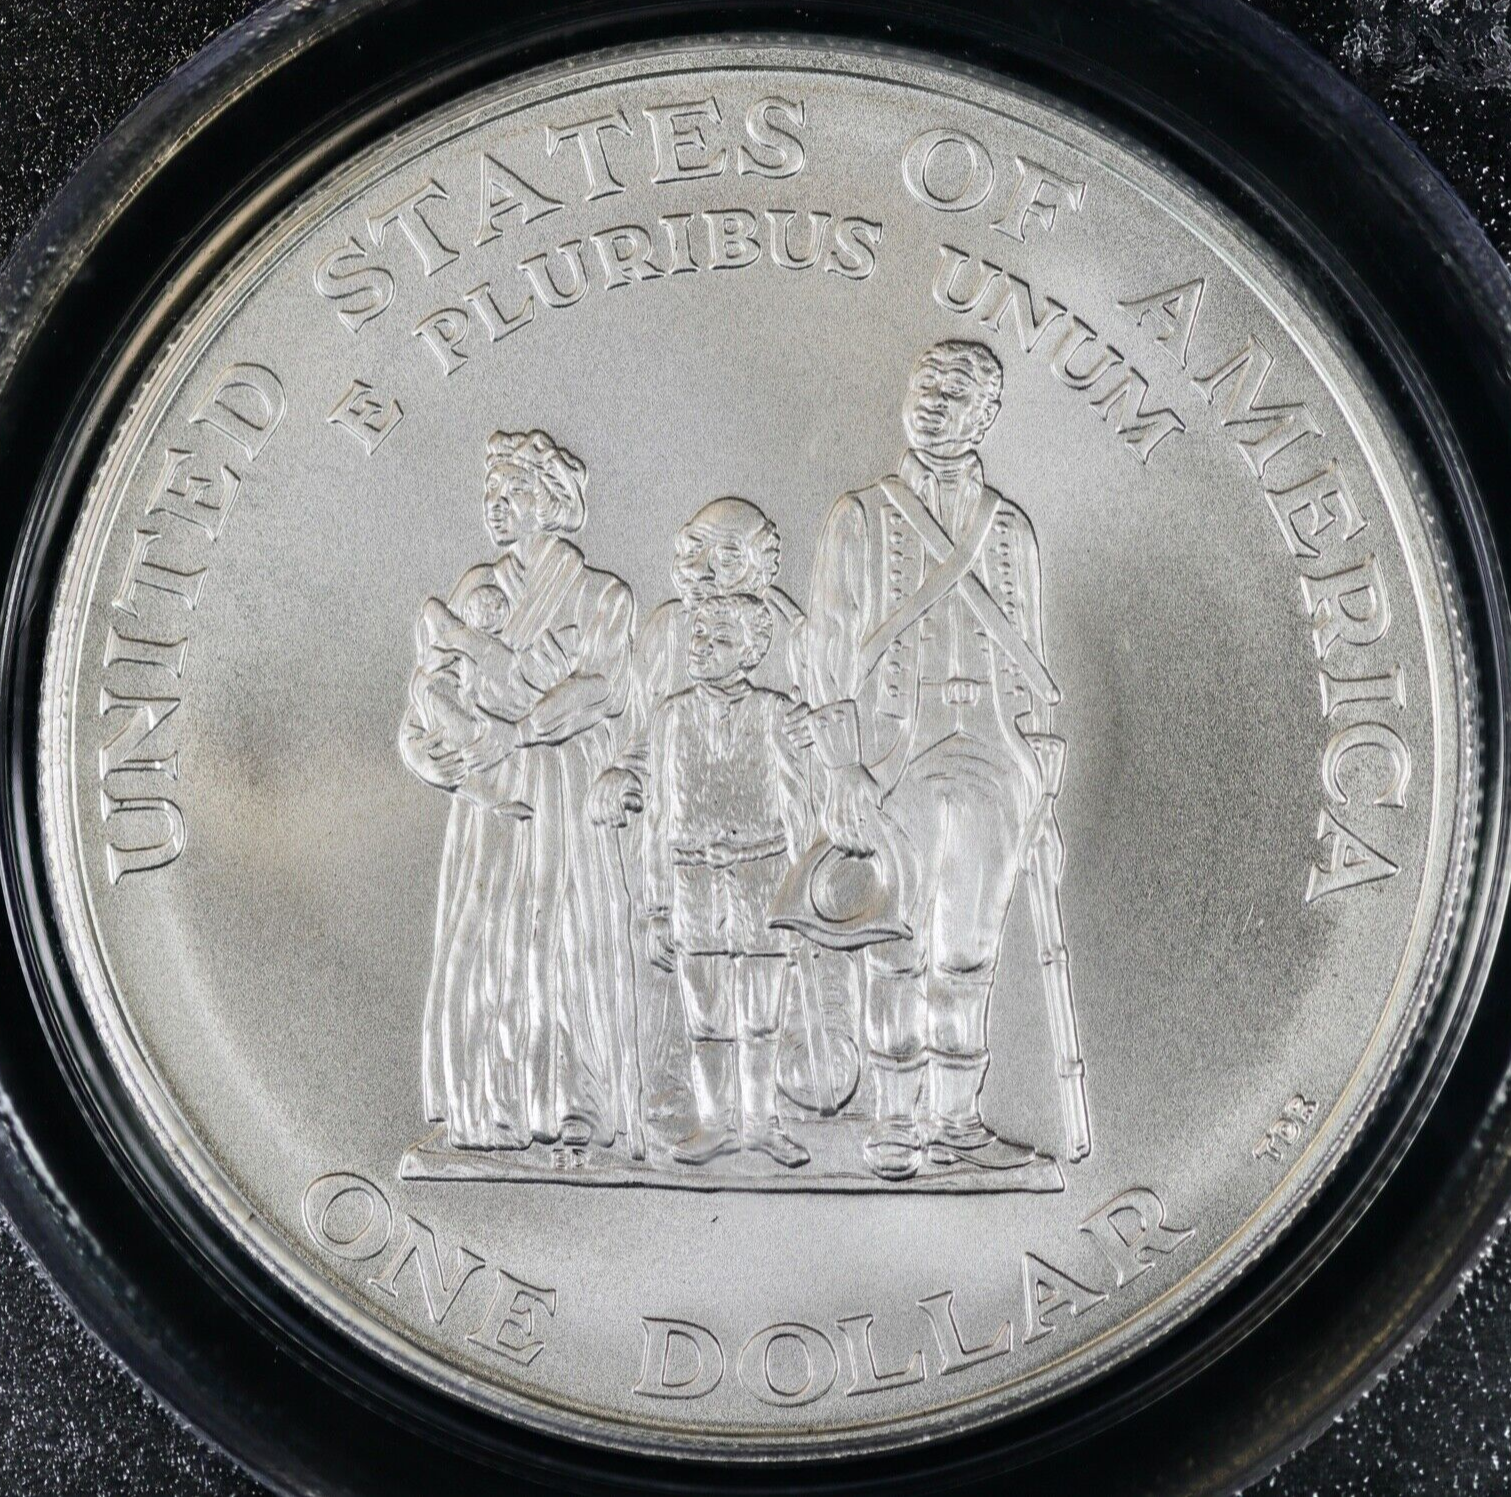 UNITED STATES OF AMERICA
E PLURIBUS UNUM
ED
TDR
ONE DOLLAR